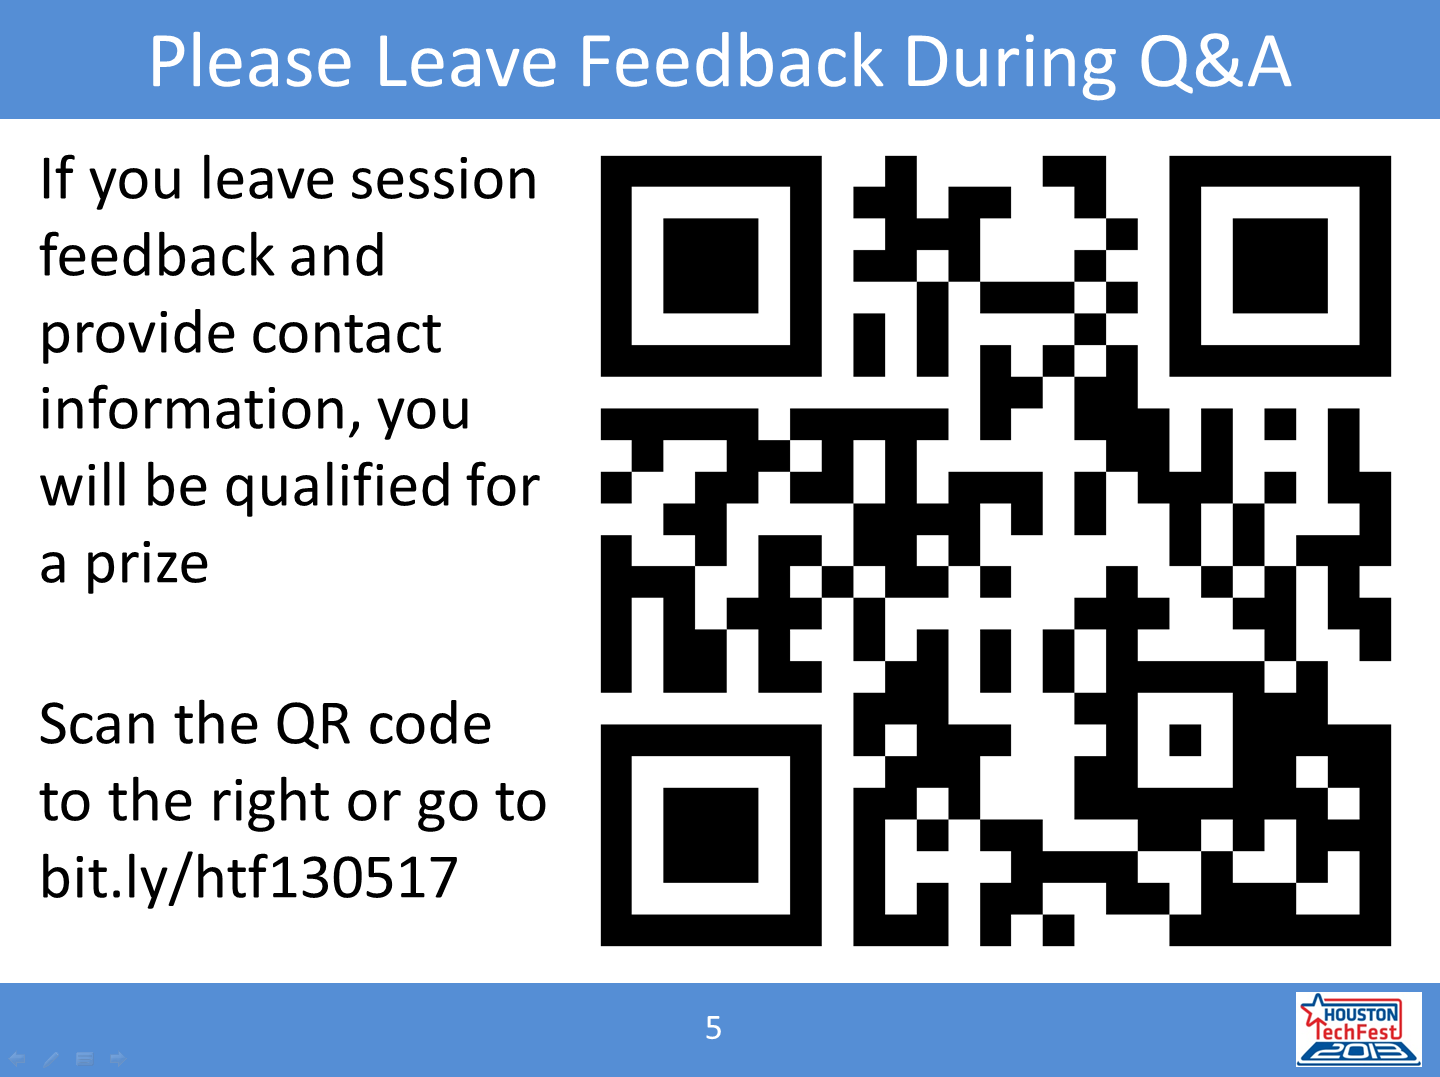 Please Leave Feedback During Q&A
If you leave session
feedback and
provide contact
information, you
will be qualified for
a prize
Scan the QR code
to the right or go to
bit.ly/htf130517
5
HOUSTON
TechFest
2013